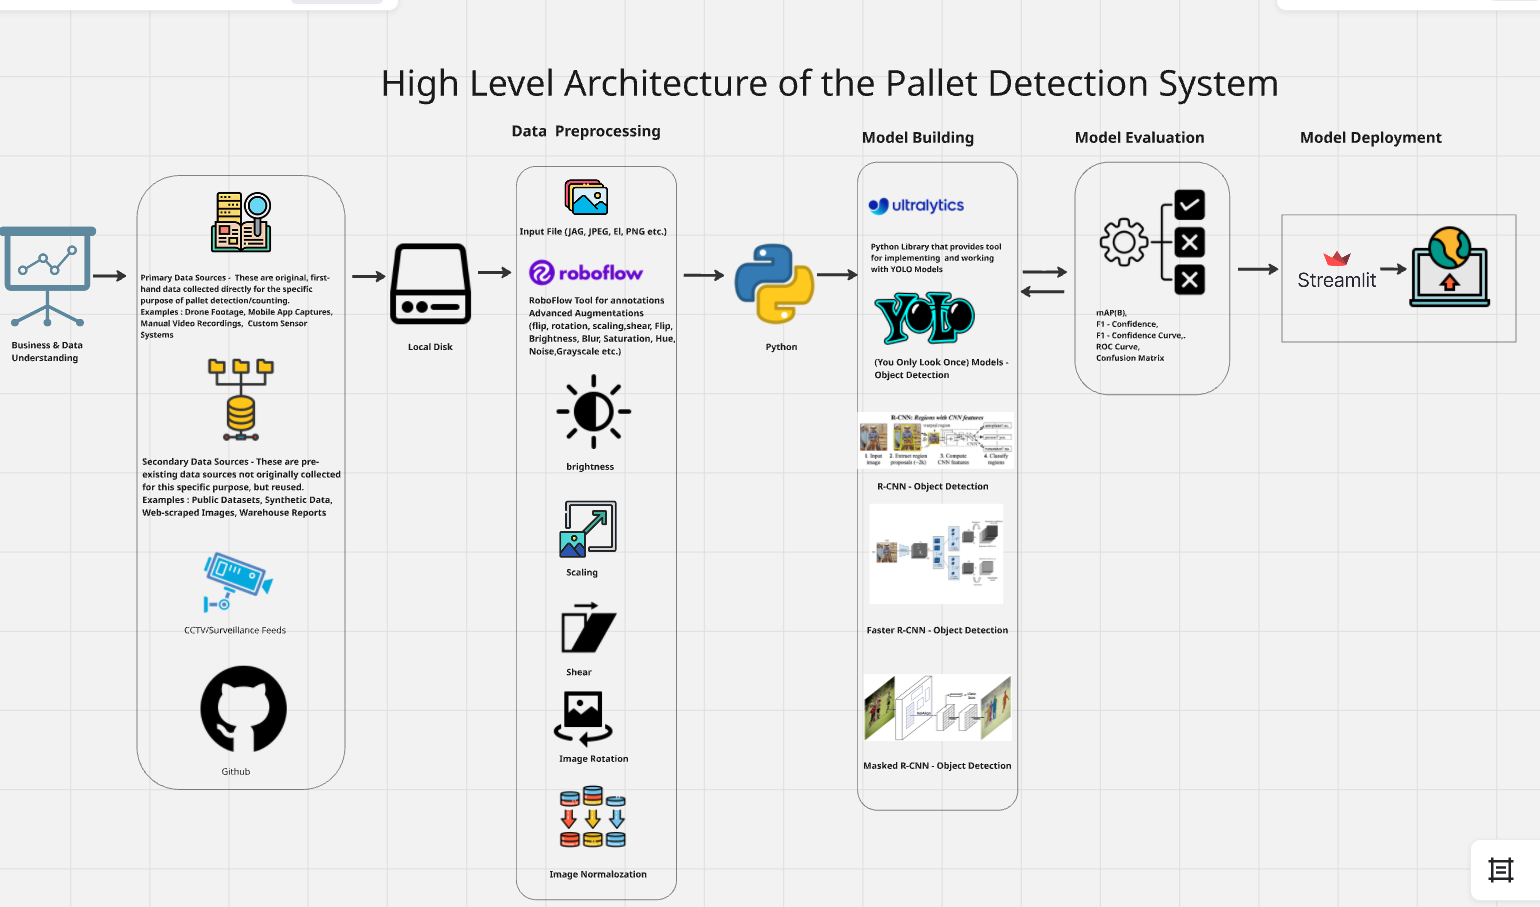 High Level Architecture of the Pallet Detection System
Data Preprocessing
Model Building
Model Evaluation
Model Deployment
Business & Data
Understanding
Primary Data Sources - These are original, first-
hand data collected directly for the specific
purpose of pallet detection/counting.
Examples : Drone Footage, Mobile App Captures,
Manual Video Recordings, Custom Sensor
Systems
Secondary Data Sources - These are pre-
existing data sources not originally collected
for this specific purpose, but reused.
Examples : Public Datasets, Synthetic Data,
Web-scraped Images, Warehouse Reports
CCTV/Surveillance Feeds
Github
Local Disk
Input File (JAG, JPEG, EI, PNG etc.)
roboflow
RoboFlow Tool for annotations
Advanced Augmentations
(flip, rotation, scaling,shear, Flip,
Brightness, Blur, Saturation, Hue,
Noise,Grayscale etc.)
brightness
Scaling
Shear
Image Rotation
Image Normalozation
Python
ultralytics
Python Library that provides tool
for implementing and working
with YOLO Models
YOLO
(You Only Look Once) Models -
Object Detection
R-CNN: Regions with CNN features
1. Input
image
2. Extract region
proposals (~2k)
3. Compute
CNN features
4. Classify
regions
R-CNN - Object Detection
Faster R-CNN - Object Detection
Masked R-CNN - Object Detection
mAP(B),
F1 - Confidence,
F1 - Confidence Curve,.
ROC Curve,
Confusion Matrix
Streamlit